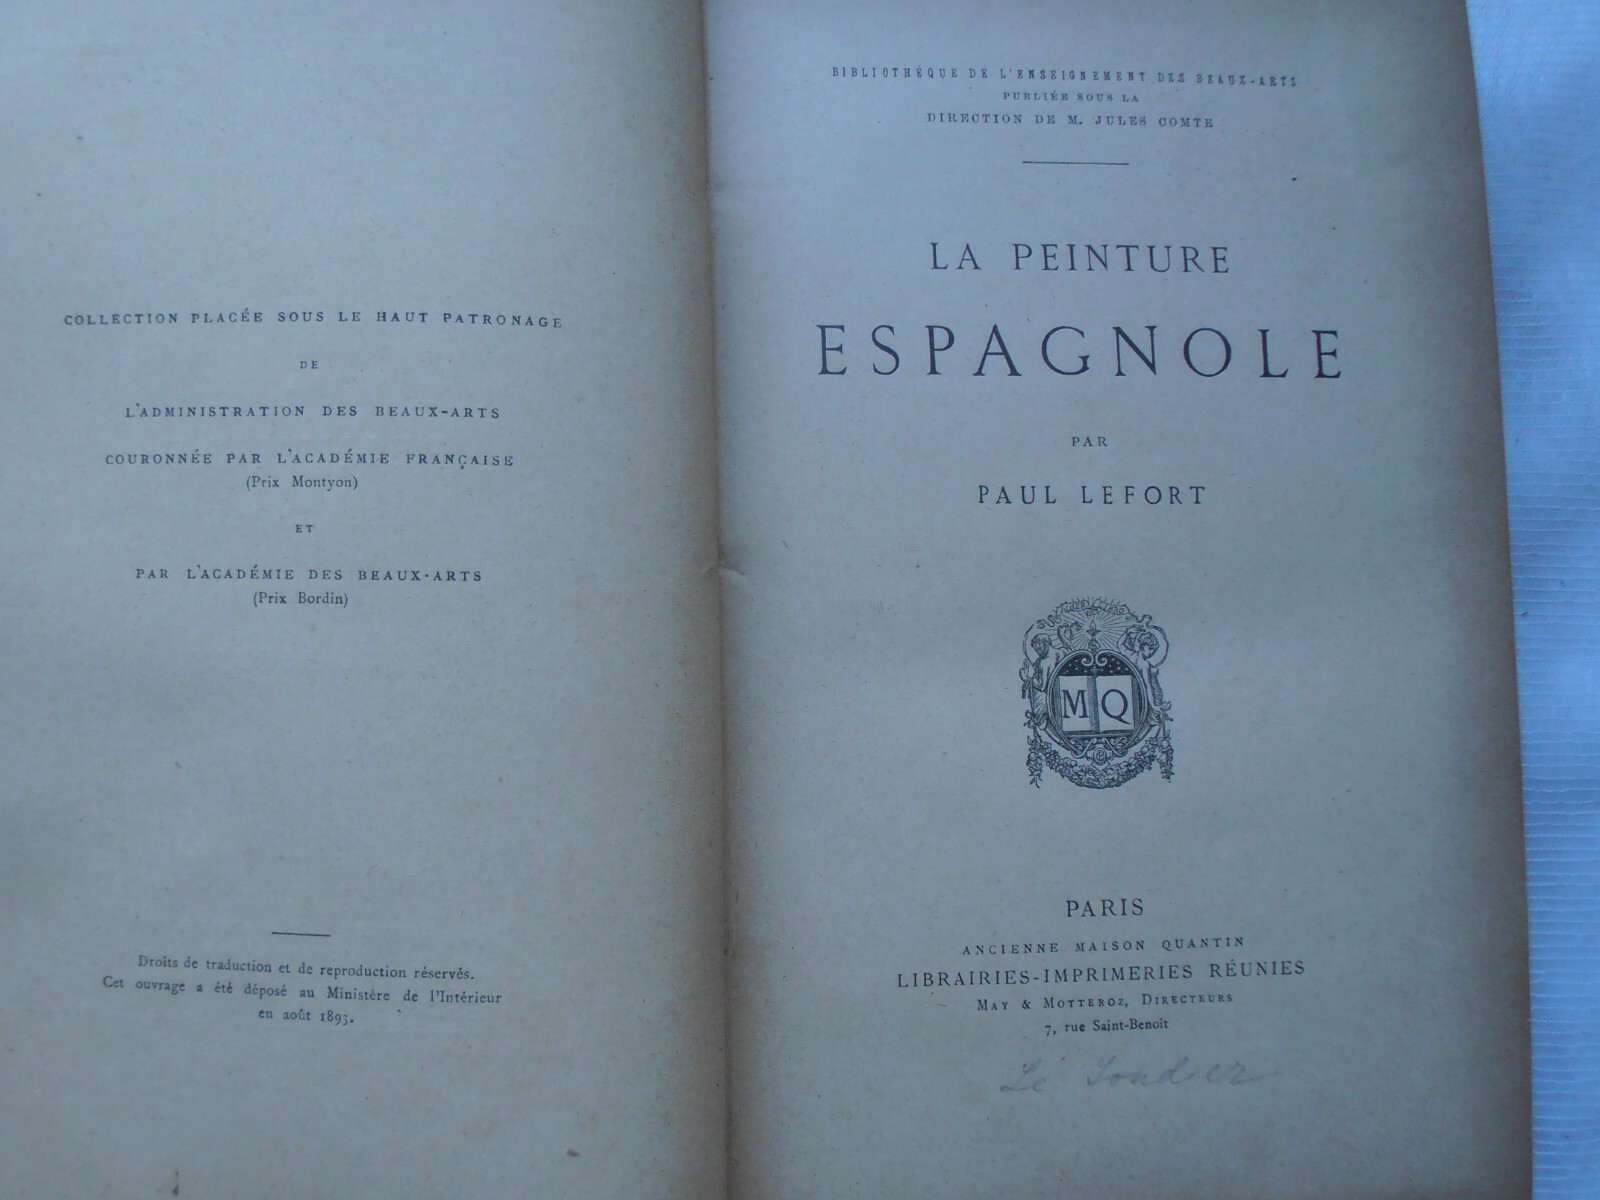 COLLECTION PLACÉE SOUS LE HAUT PATRONAGE
DE
L'ADMINISTRATION DES BEAUX-ARTS
COURONNÉE PAR L'ACADÉMIE FRANÇAISE
(Prix Montyon)
ET
PAR L'ACADÉMIE DES BEAUX-ARTS
(Prix Bordin)
Droits de traduction et de reproduction réservés.
Cet ouvrage a été déposé au Ministère de l'Intérieur
en août 1893.
BIBLIOTHÈQUE DE L'ENSEIGNEMENT DES BEAUX-ARTS
PUBLIÉE SOUS LA
DIRECTION DE M. JULES COMTE
LA PEINTURE
ESPAGNOLE
PAR
PAUL LEFORT
M Q
PARIS
ANCIENNE MAISON QUANTIN
LIBRAIRIES-IMPRIMERIES RÉUNIES
MAY & MOTTEROZ, DIRECTEURS
7, rue Saint-Benoît